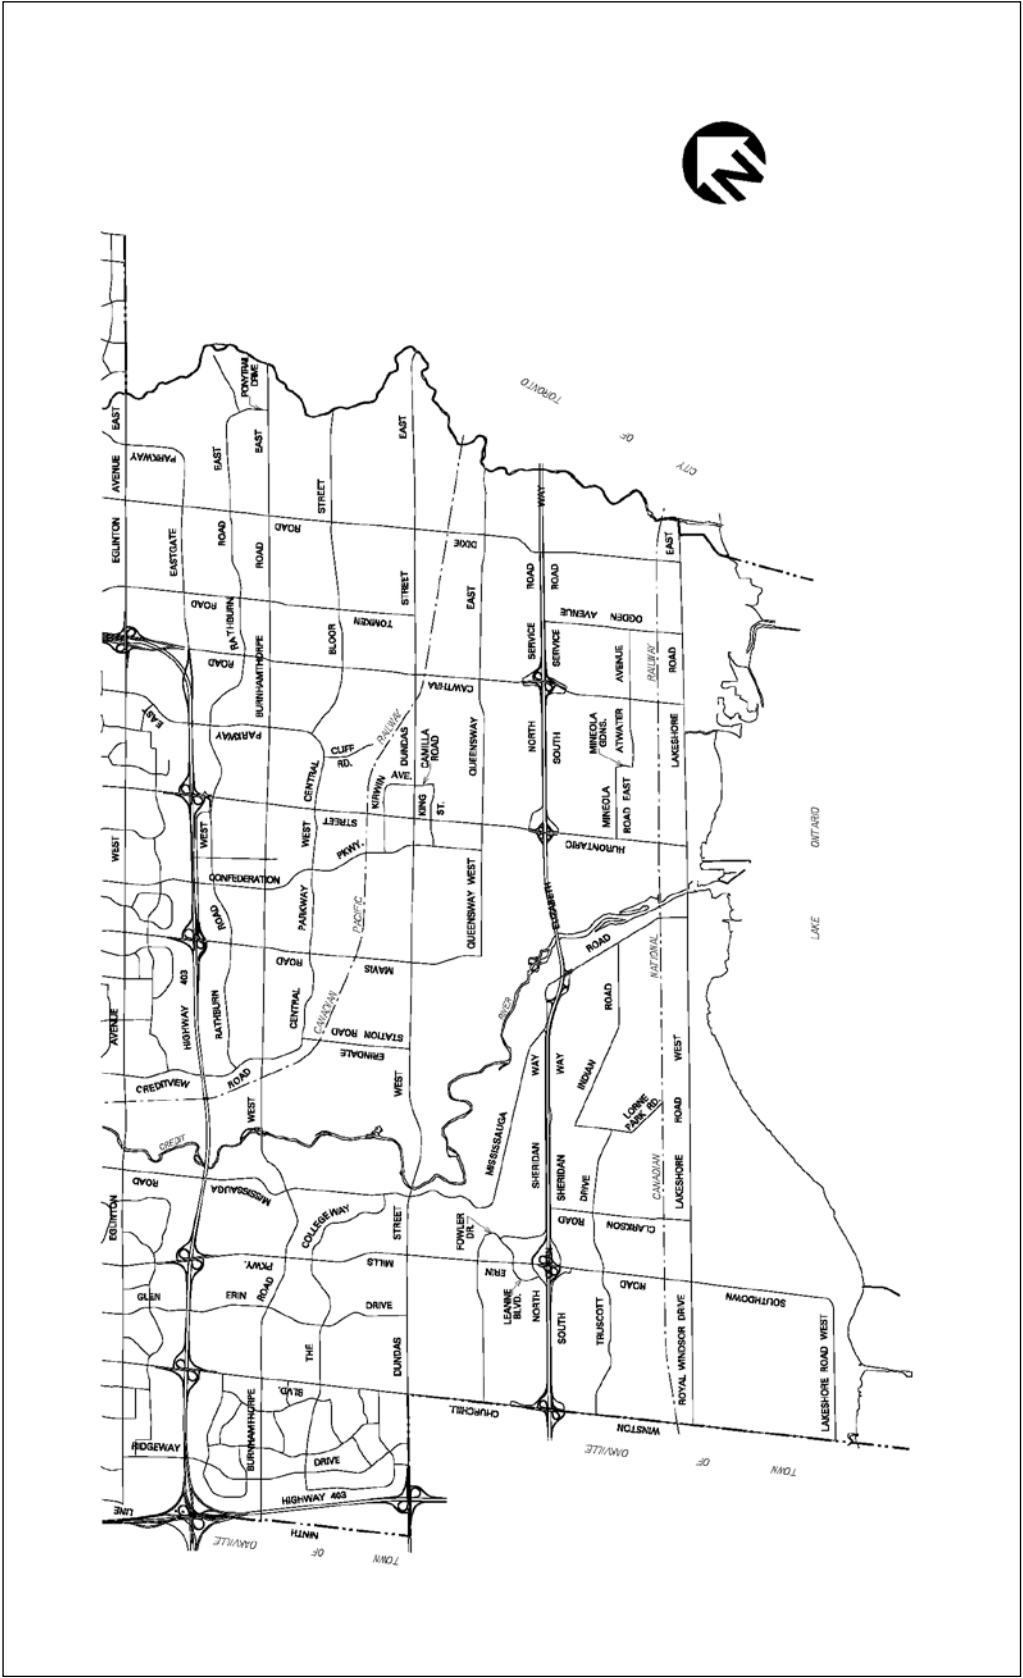 N
CITY
OF
TORONTO
EGLINTON
AVENUE
EAST
PARKWAY
EASTGATE
RATHBURN
ROAD
EAST
PONYTRAIL
DRIVE
BURNHAMTHORPE
ROAD
EAST
BLOOR
STREET
DUNDAS
STREET
EAST
DIXIE
ROAD
TOMKEN
ROAD
CAWTHRA
ROAD
QUEENSWAY
EAST
NORTH
SERVICE
ROAD
WAY
SOUTH
SERVICE
ROAD
OGDEN
AVENUE
ATWATER
AVENUE
MINEOLA
GDNS.
MINEOLA
ROAD EAST
LAKESHORE
ROAD
EAST
RAILWAY
CENTRAL
PARKWAY
EAST
CLIFF
RD.
RAILWAY
CAMILLA
ROAD
KIRWIN
AVE.
KING
ST.
HURONTARIO
STREET
CONFEDERATION
PKWY.
QUEENSWAY WEST
ELIZABETH
LAKE
ONTARIO
EGLINTON
AVENUE
WEST
HIGHWAY
403
RATHBURN
ROAD
WEST
CENTRAL
PARKWAY
WEST
CANADIAN
PACIFIC
MAVIS
ROAD
ERINDALE
STATION ROAD
CREDITVIEW
ROAD
CREDIT
RIVER
MISSISSAUGA
ROAD
MISSISSAUGA
ROAD
INDIAN
ROAD
LORNE
PARK RD.
CANADIAN
NATIONAL
LAKESHORE
ROAD
WEST
NORTH
SHERIDAN
WAY
SOUTH
SHERIDAN
WAY
TRUSCOTT
DRIVE
CLARKSON
ROAD
BURNHAMTHORPE
ROAD
WEST
THE
COLLEGEWAY
DUNDAS
STREET
WEST
ERIN
MILLS
PKWY.
GLEN
ERIN
DRIVE
FOWLER
DR.
LEANNE
BLVD.
SOUTHDOWN
ROAD
ROYAL WINDSOR DRIVE
LAKESHORE ROAD WEST
WINSTON
CHURCHILL
BLVD.
RIDGEWAY
DRIVE
HIGHWAY 403
NINTH
LINE
TOWN
OF
OAKVILLE
TOWN
OF
OAKVILLE